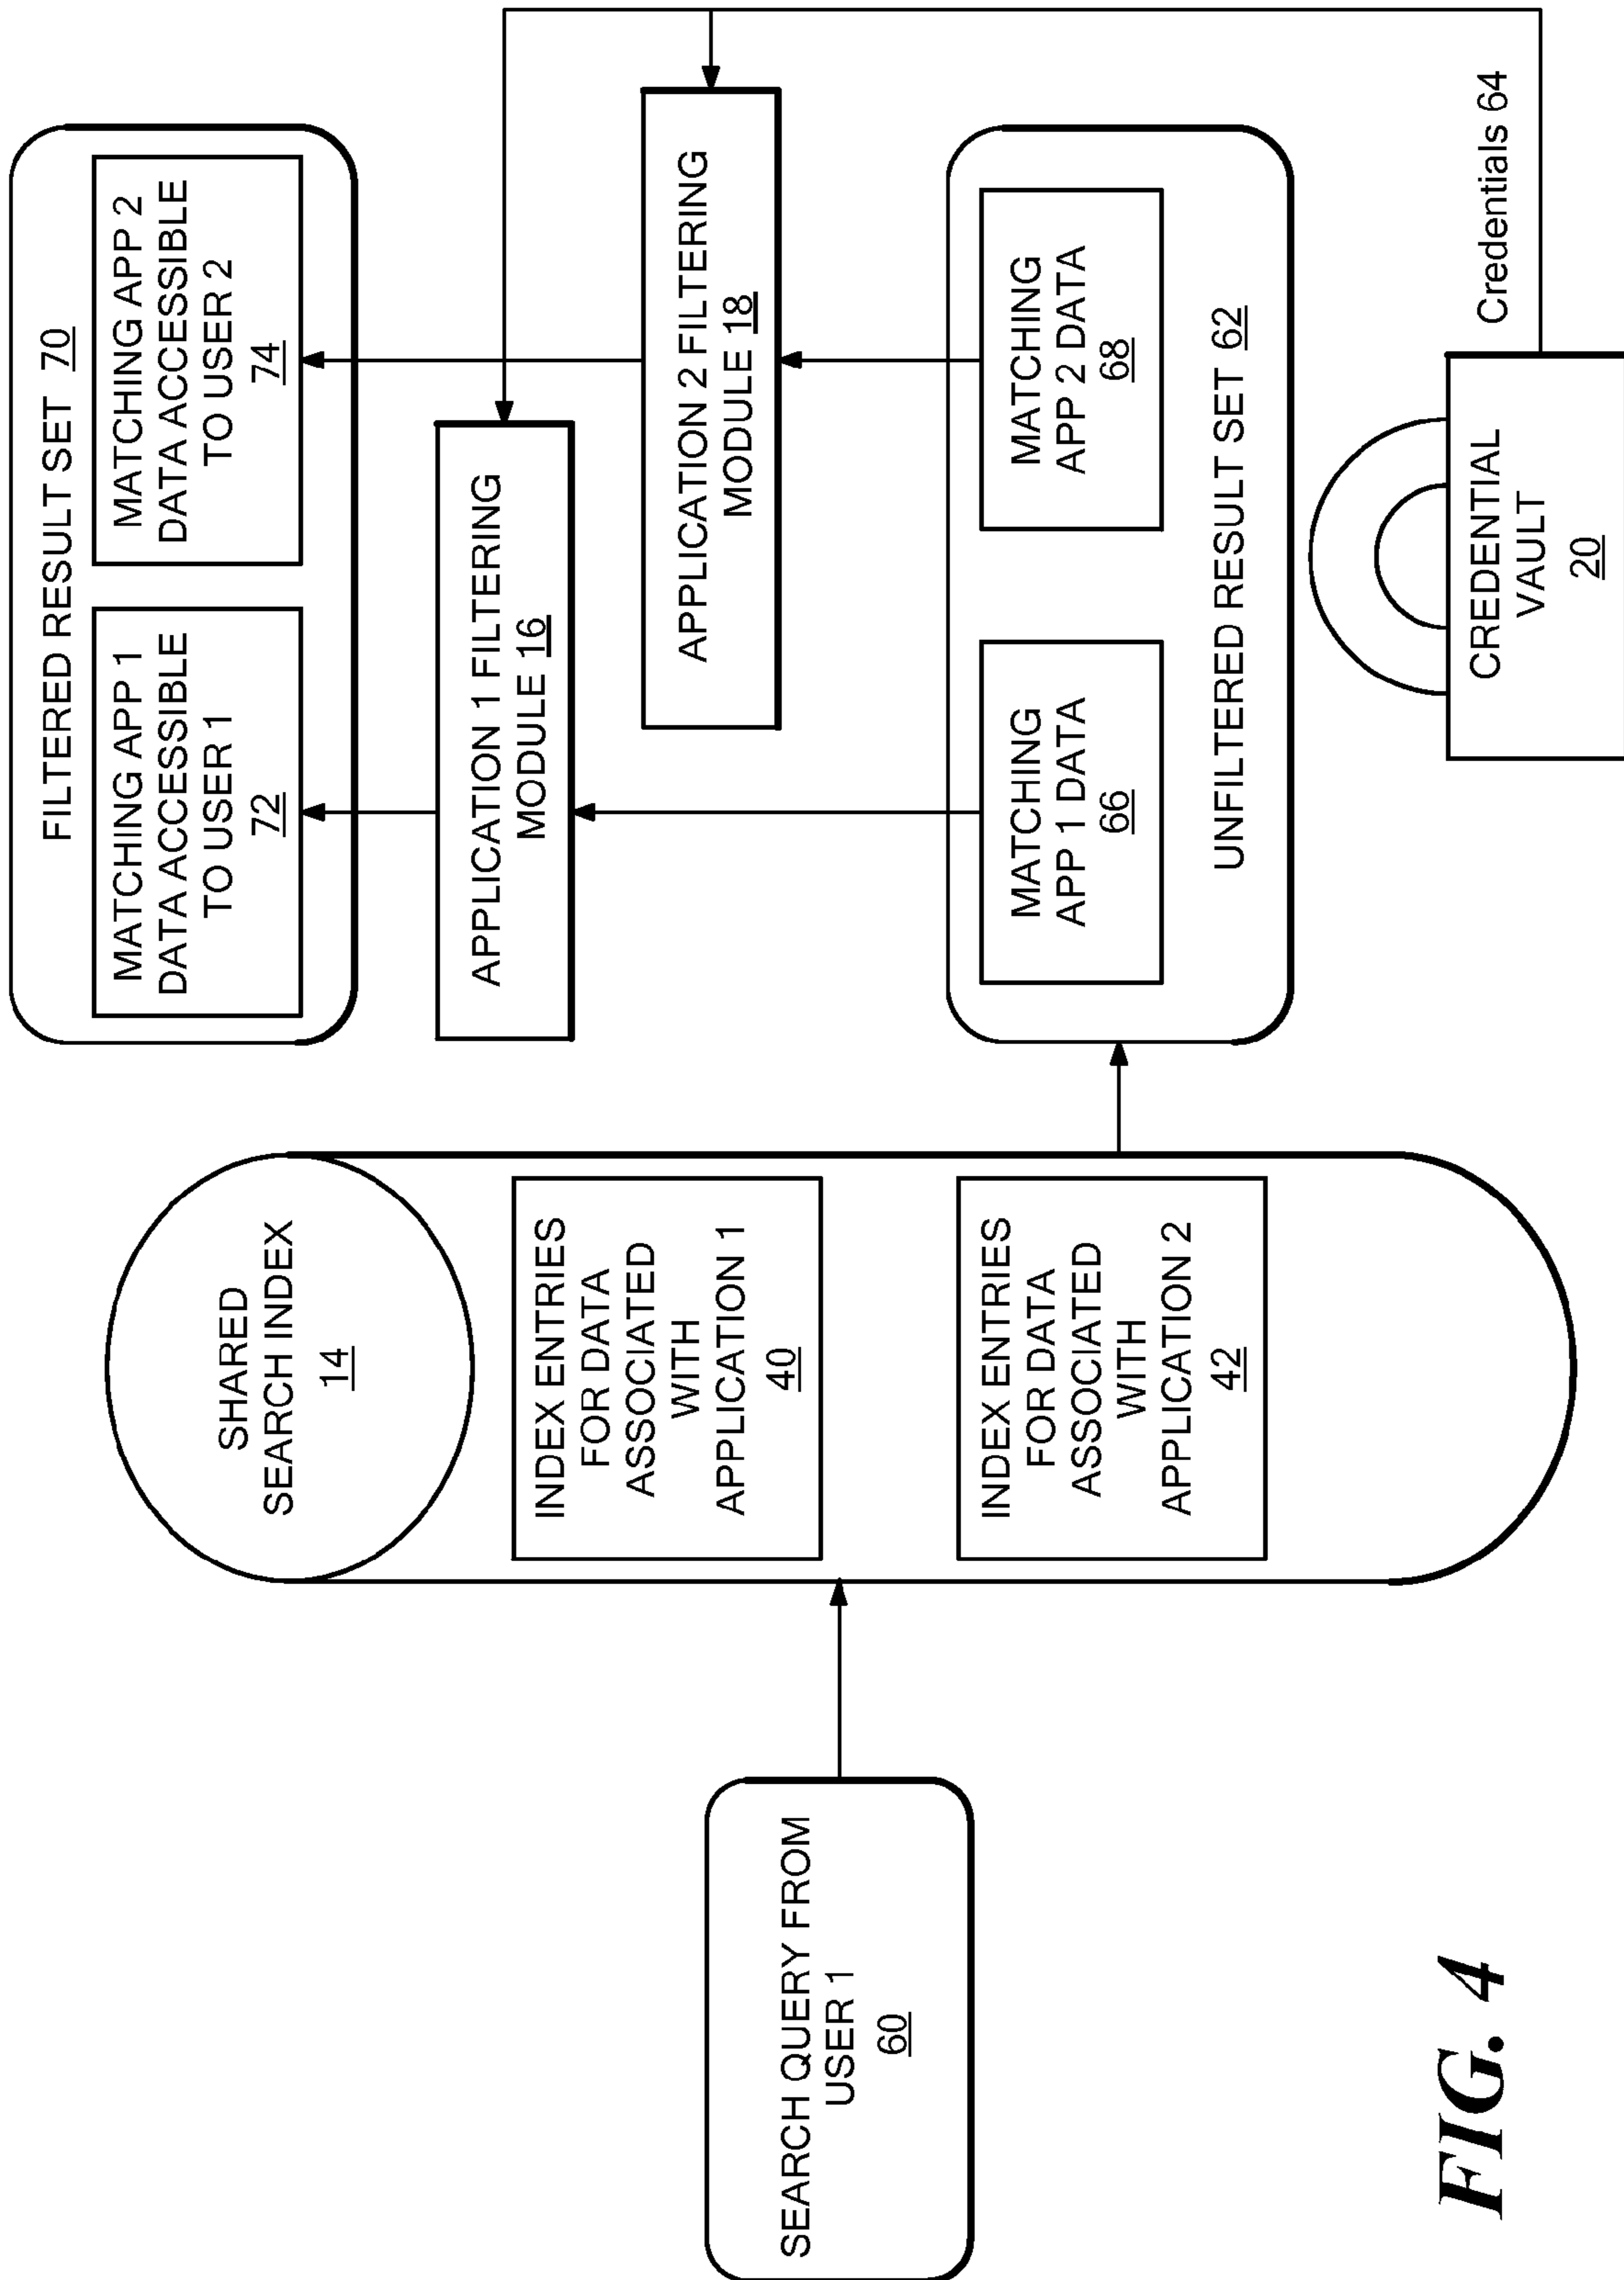 FILTERED RESULT SET 70
MATCHING APP 1
DATA ACCESSIBLE
TO USER 1
72
MATCHING APP 2
DATA ACCESSIBLE
TO USER 2
74
APPLICATION 1 FILTERING
MODULE 16
APPLICATION 2 FILTERING
MODULE 18
MATCHING
APP 1 DATA
66
MATCHING
APP 2 DATA
68
UNFILTERED RESULT SET 62
CREDENTIAL
VAULT
20
Credentials 64
SHARED
SEARCH INDEX
14
INDEX ENTRIES
FOR DATA
ASSOCIATED
WITH
APPLICATION 1
40
INDEX ENTRIES
FOR DATA
ASSOCIATED
WITH
APPLICATION 2
42
SEARCH QUERY FROM
USER 1
60
FIG. 4